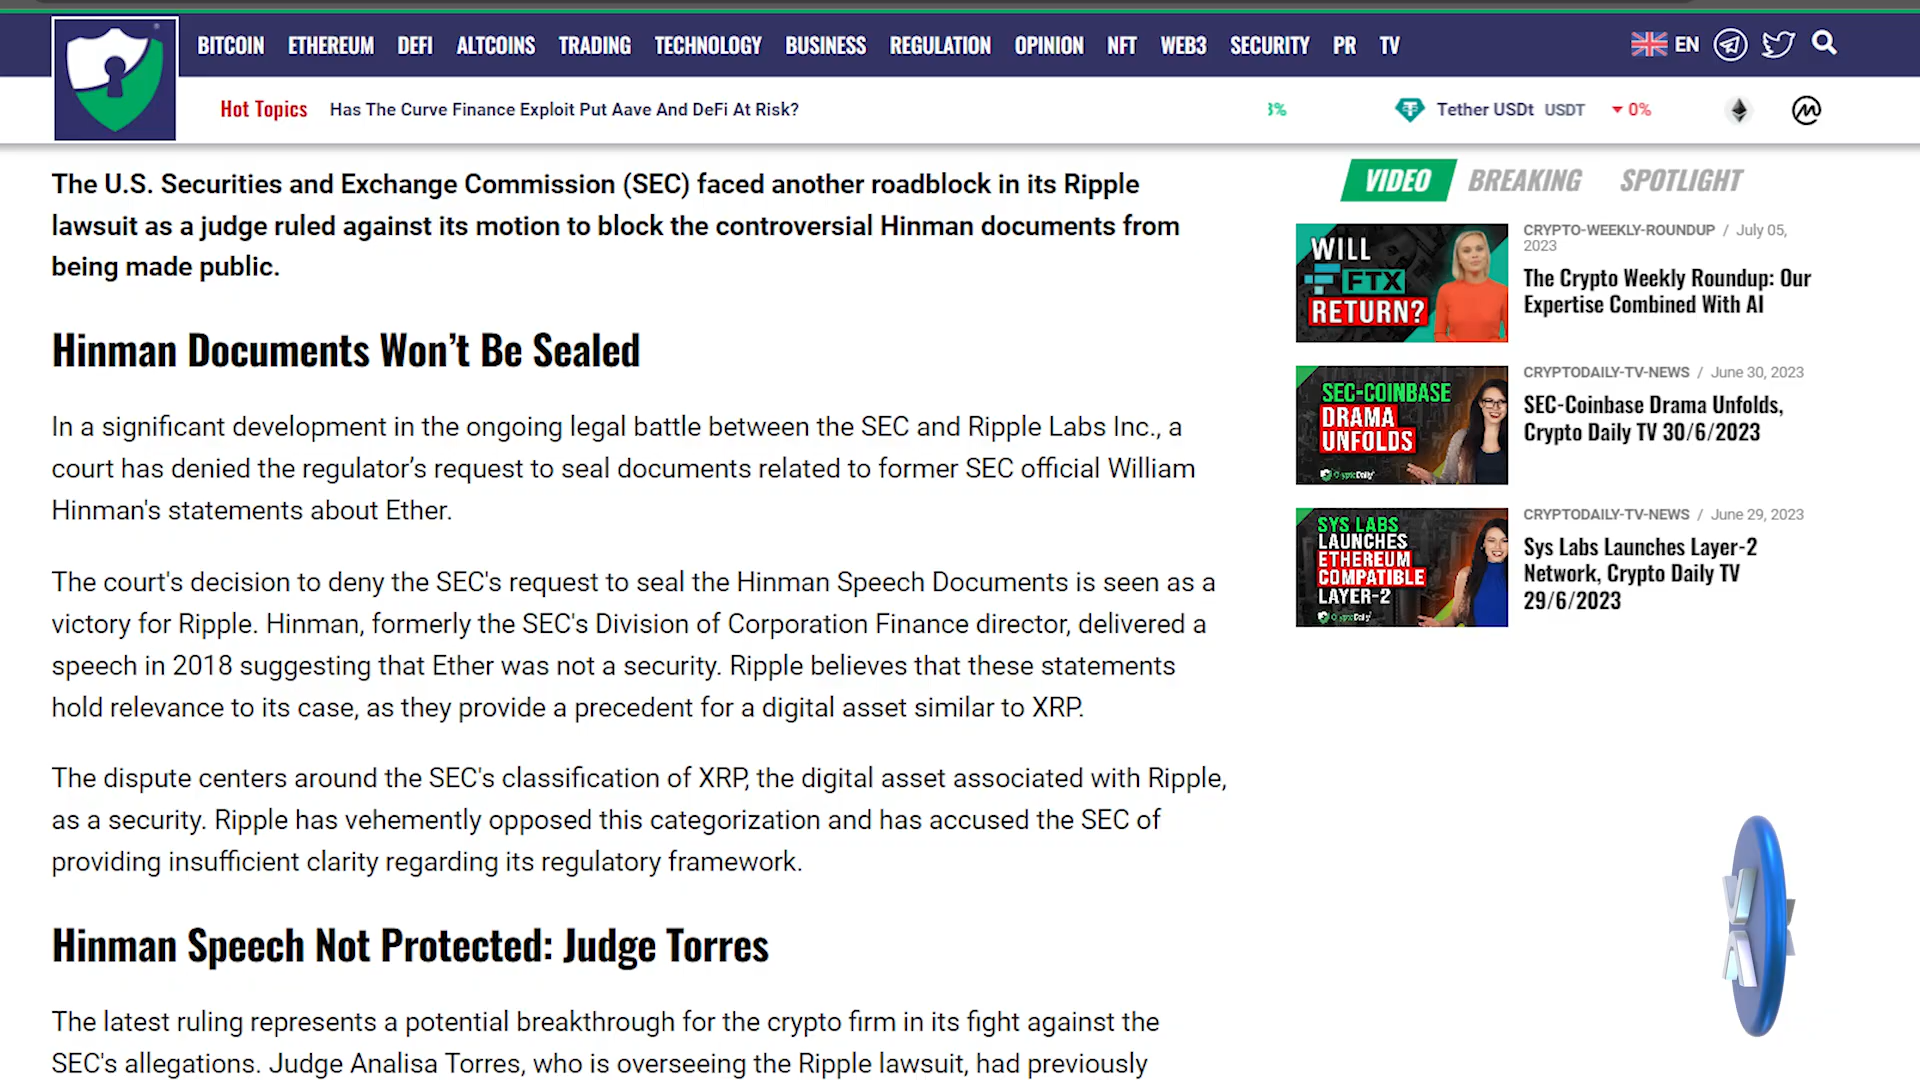 BITCOIN ETHEREUM DEFI ALTCOINS TRADING TECHNOLOGY BUSINESS REGULATION OPINION NFT WEB3 SECURITY PR TV EN
Hot Topics Has The Curve Finance Exploit Put Aave And DeFi At Risk? 3% Tether USDt USDT 0%
The U.S. Securities and Exchange Commission (SEC) faced another roadblock in its Ripple
lawsuit as a judge ruled against its motion to block the controversial Hinman documents from
being made public.
Hinman Documents Won’t Be Sealed
In a significant development in the ongoing legal battle between the SEC and Ripple Labs Inc., a
court has denied the regulator’s request to seal documents related to former SEC official William
Hinman's statements about Ether.
The court's decision to deny the SEC's request to seal the Hinman Speech Documents is seen as a
victory for Ripple. Hinman, formerly the SEC's Division of Corporation Finance director, delivered a
speech in 2018 suggesting that Ether was not a security. Ripple believes that these statements
hold relevance to its case, as they provide a precedent for a digital asset similar to XRP.
The dispute centers around the SEC's classification of XRP, the digital asset associated with Ripple,
as a security. Ripple has vehemently opposed this categorization and has accused the SEC of
providing insufficient clarity regarding its regulatory framework.
Hinman Speech Not Protected: Judge Torres
The latest ruling represents a potential breakthrough for the crypto firm in its fight against the
SEC's allegations. Judge Analisa Torres, who is overseeing the Ripple lawsuit, had previously
VIDEO BREAKING SPOTLIGHT
WILL
FTX
RETURN?
CRYPTO-WEEKLY-ROUNDUP / July 05,
2023
The Crypto Weekly Roundup: Our
Expertise Combined With AI
SEC-COINBASE
DRAMA
UNFOLDS
CryptoDaily
CRYPTODAILY-TV-NEWS / June 30, 2023
SEC-Coinbase Drama Unfolds,
Crypto Daily TV 30/6/2023
SYS LABS
LAUNCHES
ETHEREUM
COMPATIBLE
LAYER-2
CryptoDaily
CRYPTODAILY-TV-NEWS / June 29, 2023
Sys Labs Launches Layer-2
Network, Crypto Daily TV
29/6/2023